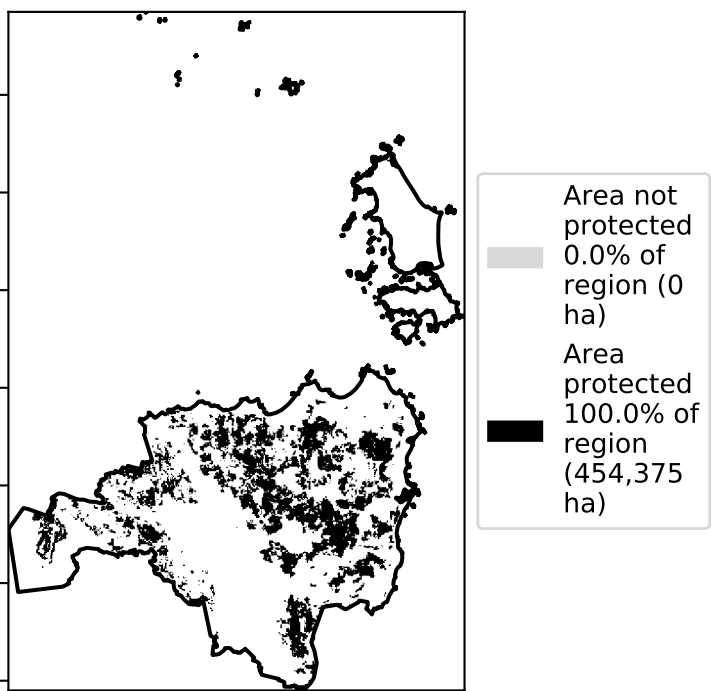 Area not
protected
0.0% of
region (0
ha)
Area
protected
100.0% of
region
(454,375
ha)